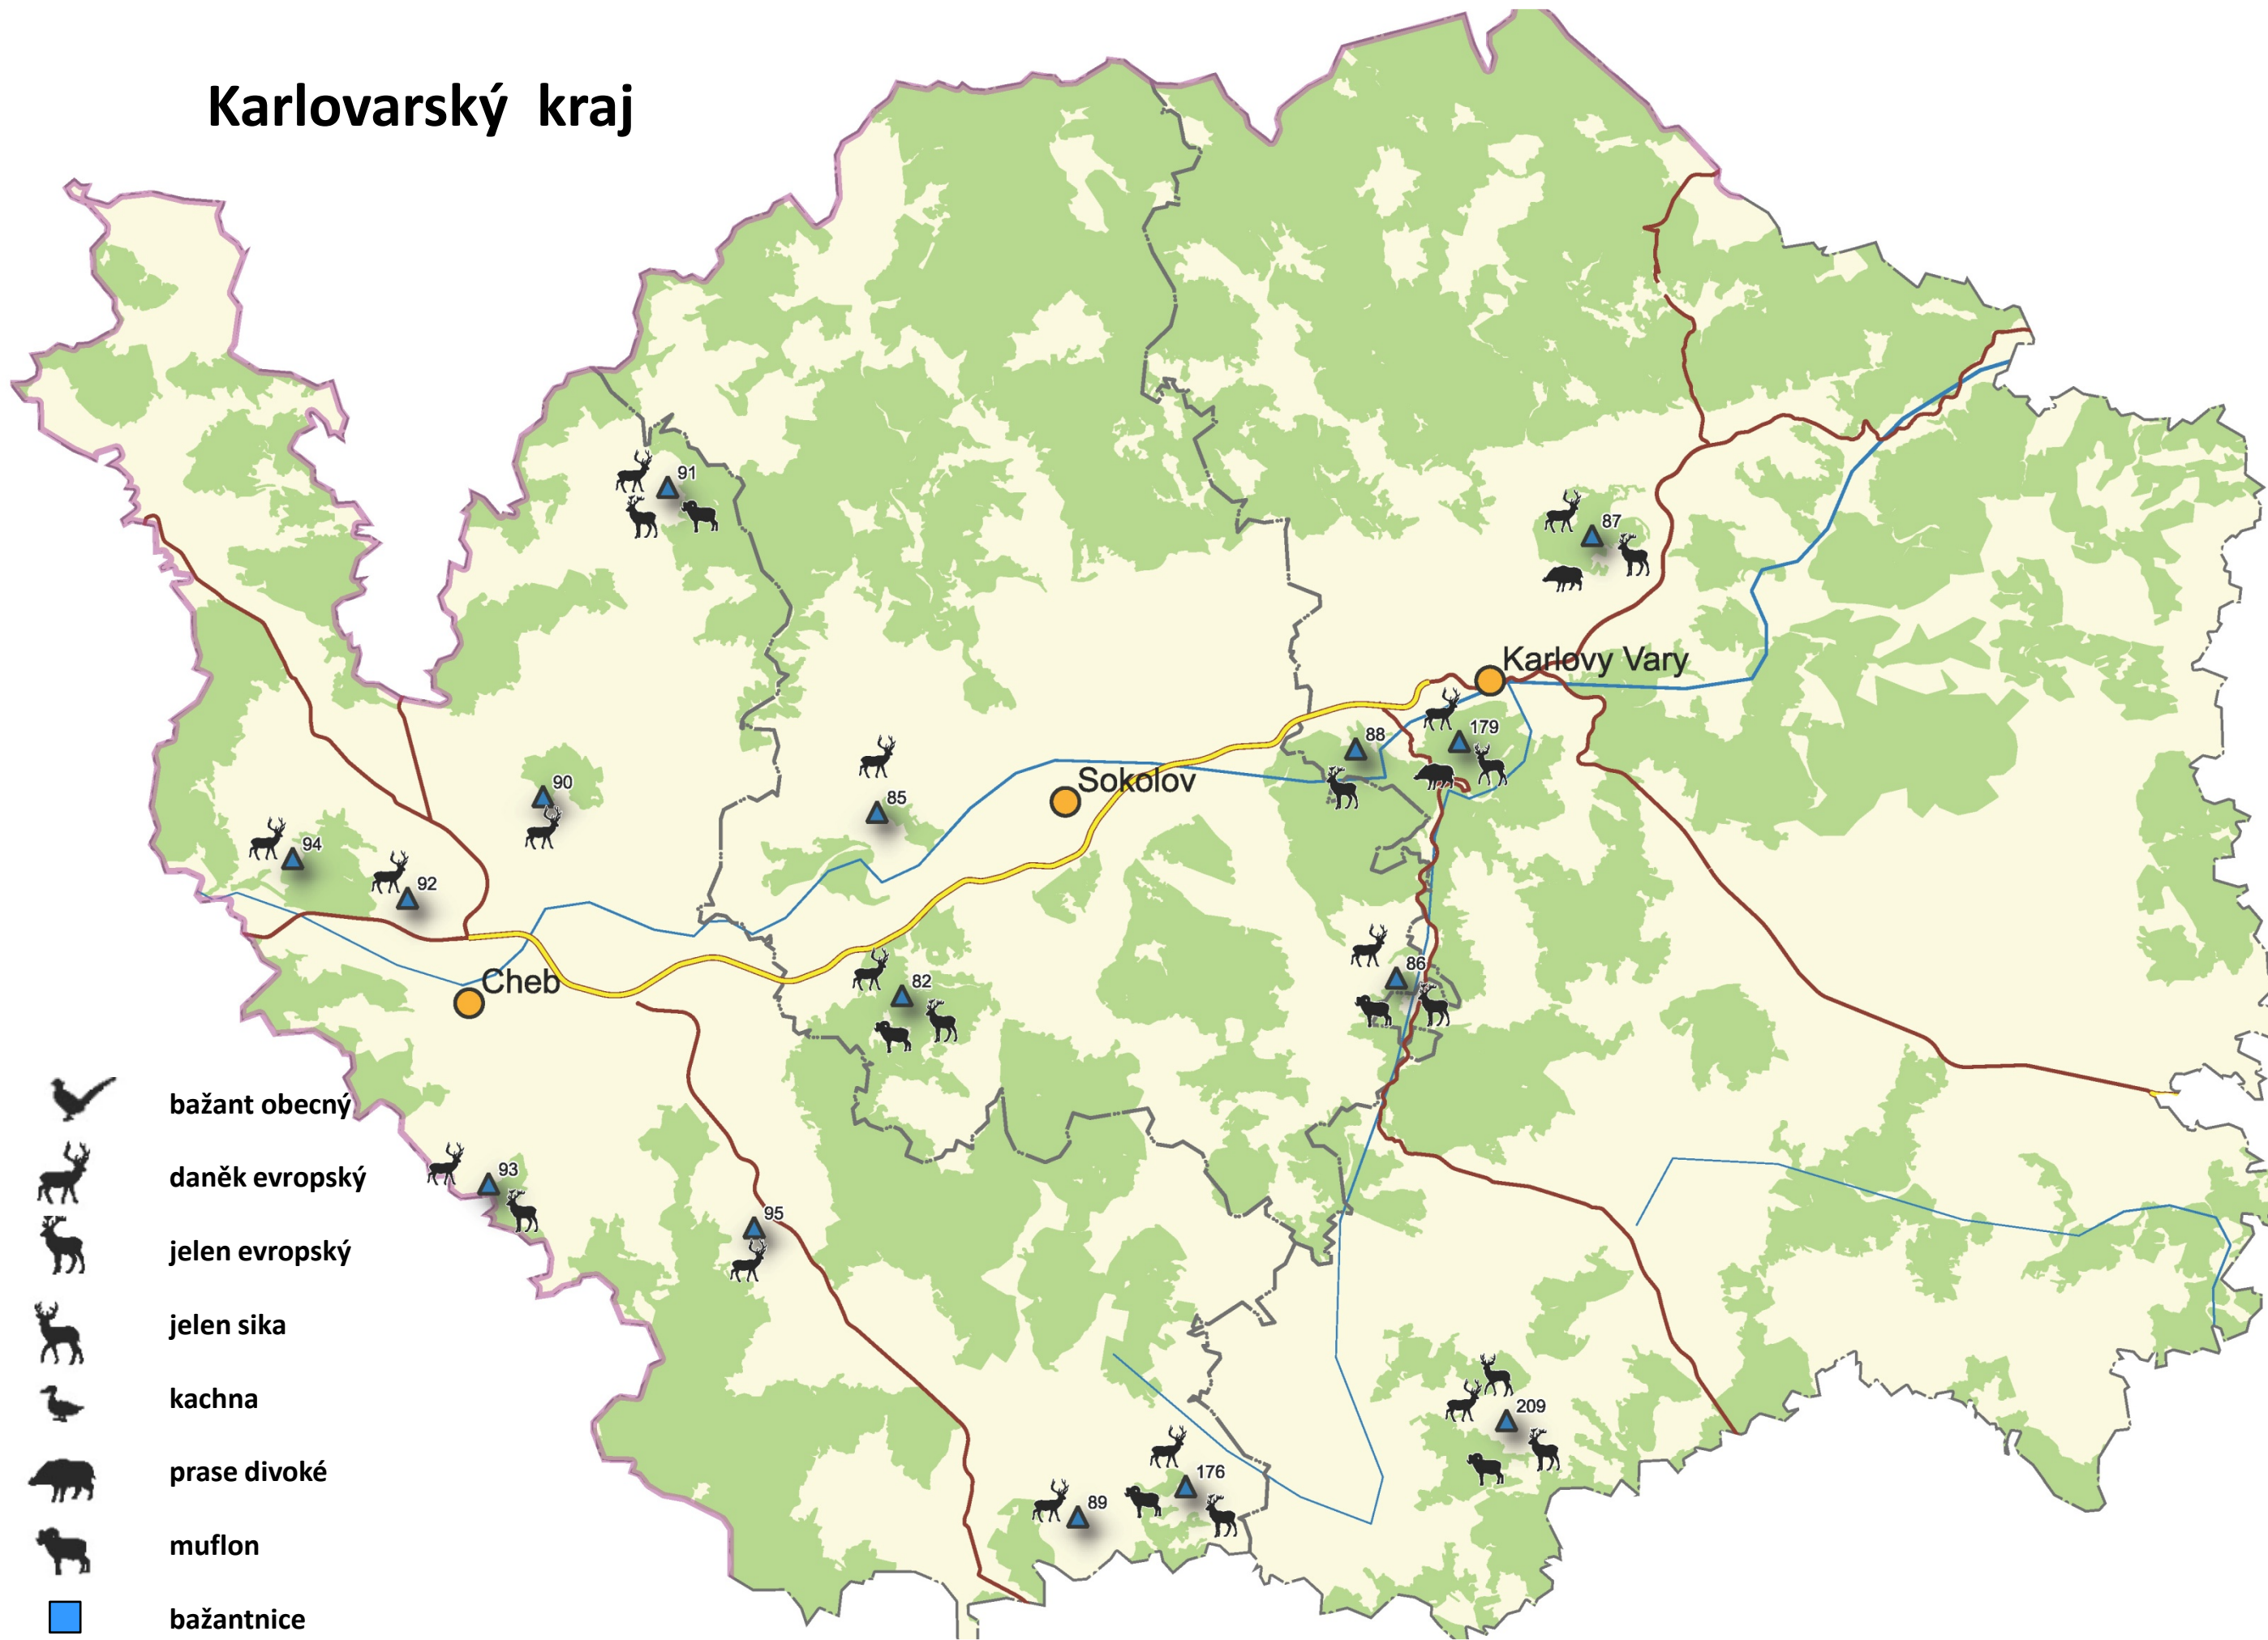 Karlovarský kraj
91
87
Karlovy Vary
179
88
90
Sokolov
85
94
92
86
82
Cheb
93
95
209
176
89
bažant obecný
daněk evropský
jelen evropský
jelen sika
kachna
prase divoké
muflon
bažantnice